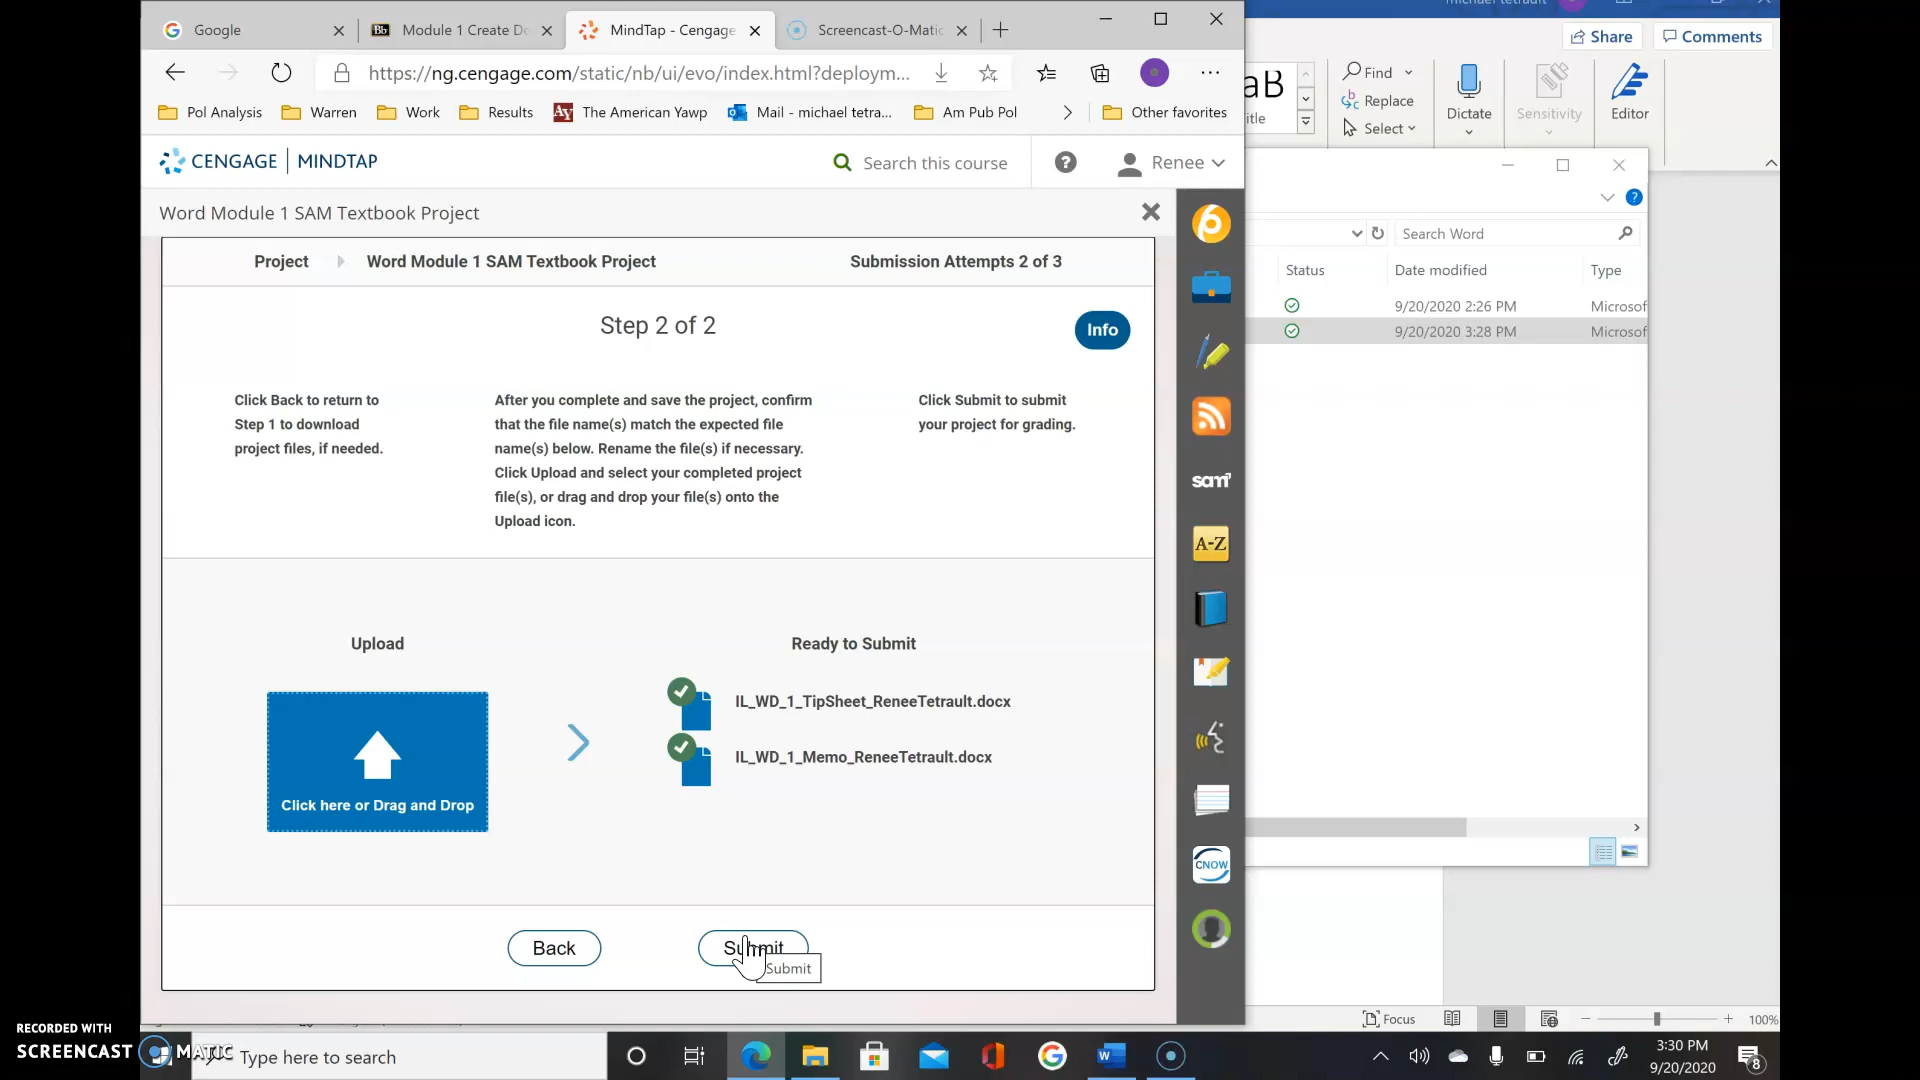 Google
Module 1 Create Do
MindTap - Cengage
Screencast-O-Matic
https://ng.cengage.com/static/nb/ui/evo/index.html?deploym...
Pol Analysis
Warren
Work
Results
AY
The American Yawp
Mail - michael tetra...
Am Pub Pol
Other favorites
CENGAGE | MINDTAP
Search this course
Renee
Word Module 1 SAM Textbook Project
Project
Word Module 1 SAM Textbook Project
Submission Attempts 2 of 3
Step 2 of 2
Info
Click Back to return to
Step 1 to download
project files, if needed.
After you complete and save the project, confirm
that the file name(s) match the expected file
name(s) below. Rename the file(s) if necessary.
Click Upload and select your completed project
file(s), or drag and drop your file(s) onto the
Upload icon.
Click Submit to submit
your project for grading.
Upload
Click here or Drag and Drop
Ready to Submit
IL_WD_1_TipSheet_ReneeTetrault.docx
IL_WD_1_Memo_ReneeTetrault.docx
Back
Submit
Submit
sam
A-Z
CNOW
michael tetrault
Share
Comments
aB
itle
Find
Replace
Select
Dictate
Sensitivity
Editor
Search Word
Status
Date modified
Type
9/20/2020 2:26 PM
Microsof
9/20/2020 3:28 PM
Microsof
Focus
100%
RECORDED WITH
SCREENCAST MATIC
Type here to search
3:30 PM
9/20/2020
8